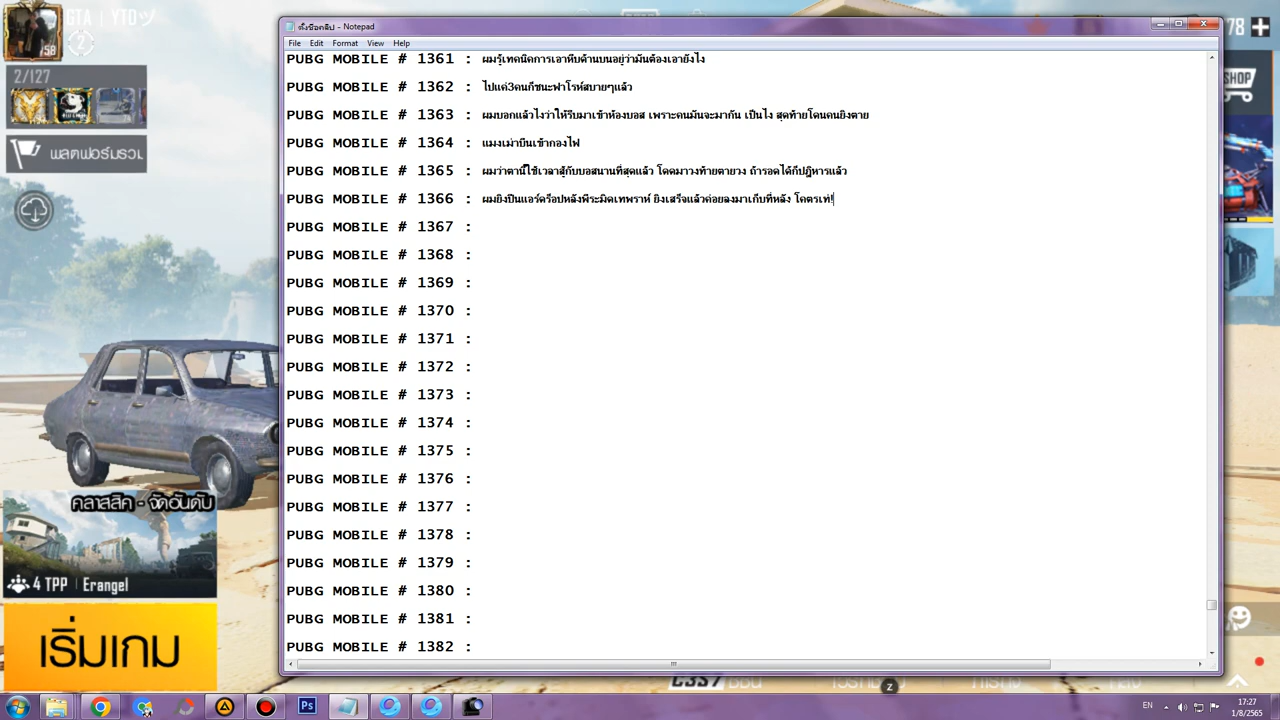 GTA | YTDツ
/58
2/127
พลตฟอร์มรวม
คลาสสิค - จัดอันดับ
4 TPP | Erangel
เริ่มเกม
ตั้งชื่อคลิป - Notepad
File Edit Format View Help
PUBG MOBILE # 1361 : ผมรู้เทคนิคการเอาหีบด้านบนอยู่ว่ามันต้องเอายังไง
PUBG MOBILE # 1362 : ไปแค่3คนก็ชนะฟาโรห์สบายๆแล้ว
PUBG MOBILE # 1363 : ผมบอกแล้วไงว่าให้รีบมาเข้าห้องบอส เพราะคนมันจะมากัน เป็นไง สุดท้ายโดนคนยิงตาย
PUBG MOBILE # 1364 : แมงเม่าบินเข้ากองไฟ
PUBG MOBILE # 1365 : ผมว่าตานี้ใช้เวลาสู้กับบอสนานที่สุดแล้ว โดดมาวงท้ายตายวง ถ้ารอดได้ก็ปฎิหารแล้ว
PUBG MOBILE # 1366 : ผมยิงปืนแอร์ดร๊อปหลังพีระมิดเทพราห์ ยิงเสร็จแล้วค่อยลงมาเก็บที่หลัง โคตรเท่!
PUBG MOBILE # 1367 :
PUBG MOBILE # 1368 :
PUBG MOBILE # 1369 :
PUBG MOBILE # 1370 :
PUBG MOBILE # 1371 :
PUBG MOBILE # 1372 :
PUBG MOBILE # 1373 :
PUBG MOBILE # 1374 :
PUBG MOBILE # 1375 :
PUBG MOBILE # 1376 :
PUBG MOBILE # 1377 :
PUBG MOBILE # 1378 :
PUBG MOBILE # 1379 :
PUBG MOBILE # 1380 :
PUBG MOBILE # 1381 :
PUBG MOBILE # 1382 :
78
SHOP
Z
Ps
EN
17:27
1/8/2565